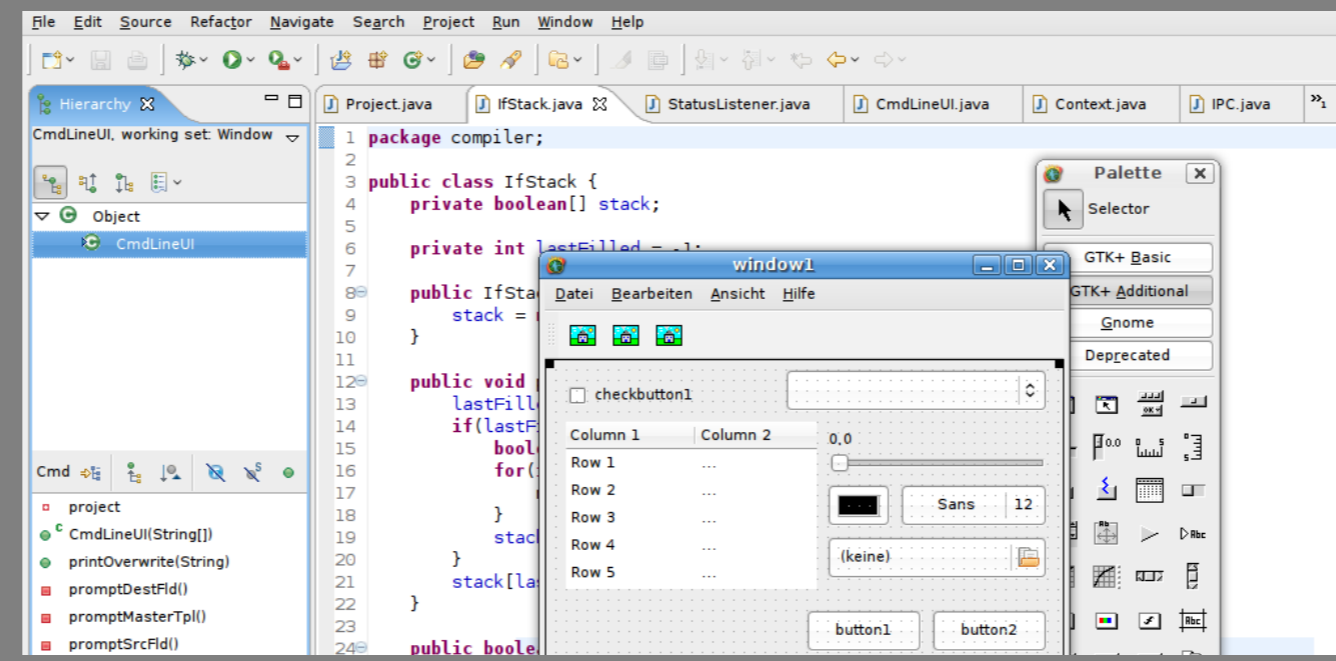 File Edit Source Refactor Navigate Search Project Run Window Help
Hierarchy
Project.java IfStack.java StatusListener.java CmdLineUI.java Context.java IPC.java »1
CmdLineUI, working set: Window
Object
CmdLineUI
Cmd
project
CmdLineUI(String[])
printOverwrite(String)
promptDestFld()
promptMasterTpl()
promptSrcFld()
1 package compiler;
2
3 public class IfStack {
4 private boolean[] stack;
5
6 private int lastFilled = -1;
7
8 public IfSta
9 stack =
10 }
11
12 public void
13 lastFill
14 if(lastF
15 bool
16 for(
17
18 }
19 stac
20 }
21 stack[la
22 }
23
24 public boole
window1
Datei Bearbeiten Ansicht Hilfe
checkbutton1
Column 1 Column 2
Row 1 ...
Row 2 ...
Row 3 ...
Row 4 ...
Row 5 ...
0,0
Sans 12
(keine)
button1 button2
Palette
Selector
GTK+ Basic
GTK+ Additional
Gnome
Deprecated